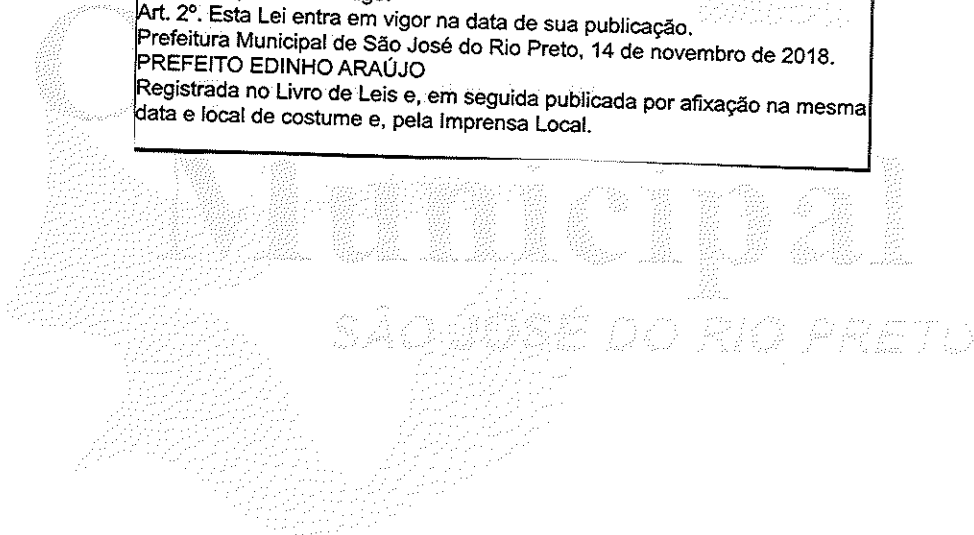 Art. 2º. Esta Lei entra em vigor na data de sua publicação.
Prefeitura Municipal de São José do Rio Preto, 14 de novembro de 2018.
PREFEITO EDINHO ARAÚJO
Registrada no Livro de Leis e, em seguida publicada por afixação na mesma
data e local de costume e, pela Imprensa Local.
Municipal
SÃO JOSÉ DO RIO PRETO